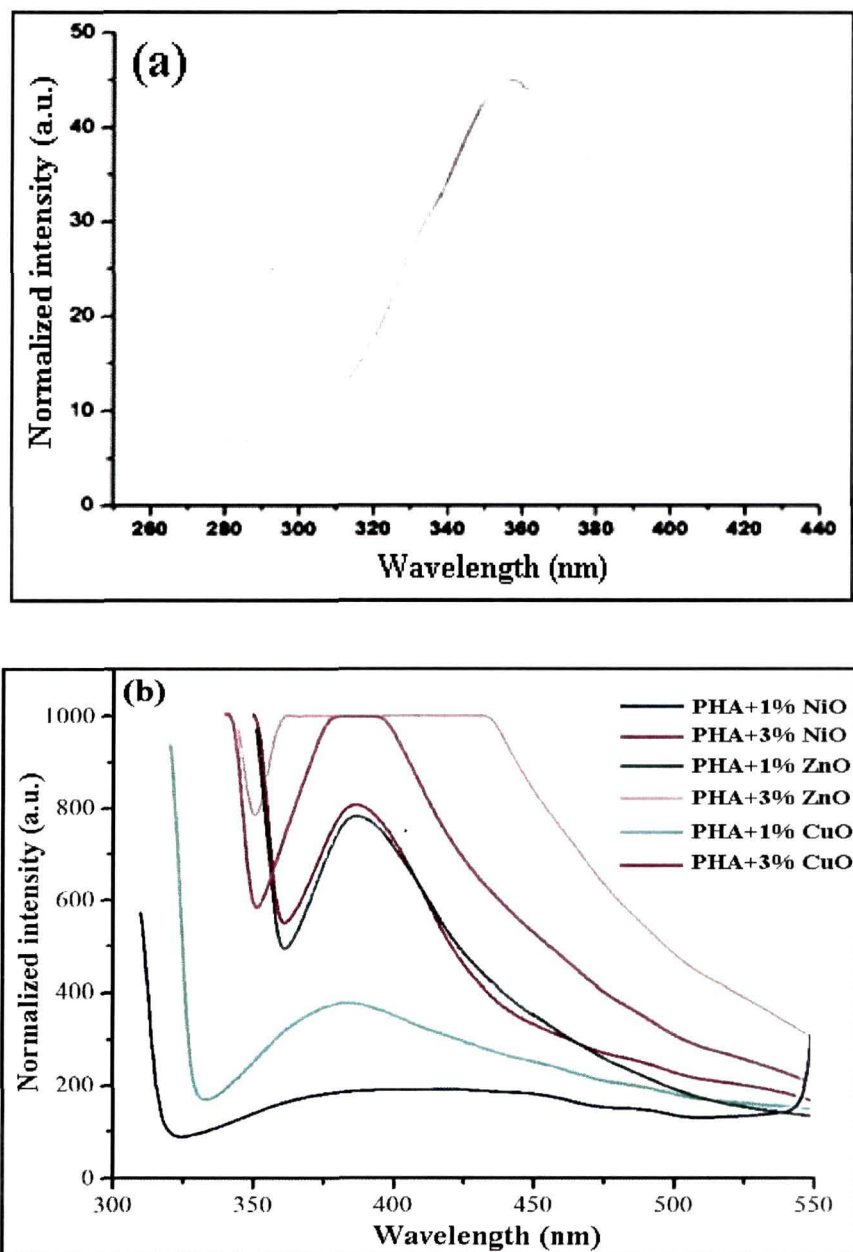 (a)
Normalized intensity (a.u.)
50
40
30
20
10
0
260 280 300 320 340 360 380 400 420 440
Wavelength (nm)
(b)
Normalized intensity (a.u.)
1000
800
600
400
200
0
PHA+1% NiO
PHA+3% NiO
PHA+1% ZnO
PHA+3% ZnO
PHA+1% CuO
PHA+3% CuO
300 350 400 450 500 550
Wavelength (nm)